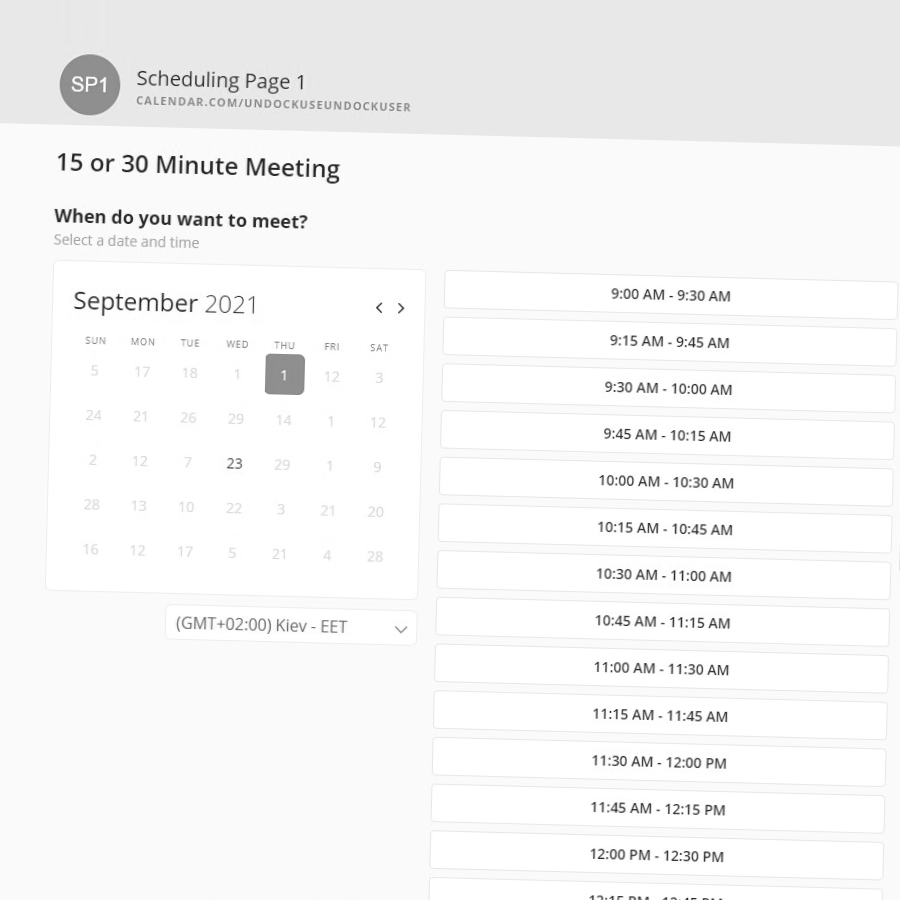 SP1
Scheduling Page 1
CALENDAR.COM/UNDOCKUSEUNDOCKUSER
15 or 30 Minute Meeting
When do you want to meet?
Select a date and time
September 2021
SUN MON TUE WED THU FRI SAT
5 17 18 1 1 12 3
24 21 26 29 14 1 12
2 12 7 23 29 1 9
28 13 10 22 3 21 20
16 12 17 5 21 4 28
(GMT+02:00) Kiev - EET
9:00 AM - 9:30 AM
9:15 AM - 9:45 AM
9:30 AM - 10:00 AM
9:45 AM - 10:15 AM
10:00 AM - 10:30 AM
10:15 AM - 10:45 AM
10:30 AM - 11:00 AM
10:45 AM - 11:15 AM
11:00 AM - 11:30 AM
11:15 AM - 11:45 AM
11:30 AM - 12:00 PM
11:45 AM - 12:15 PM
12:00 PM - 12:30 PM
12:15 PM - 12:45 PM